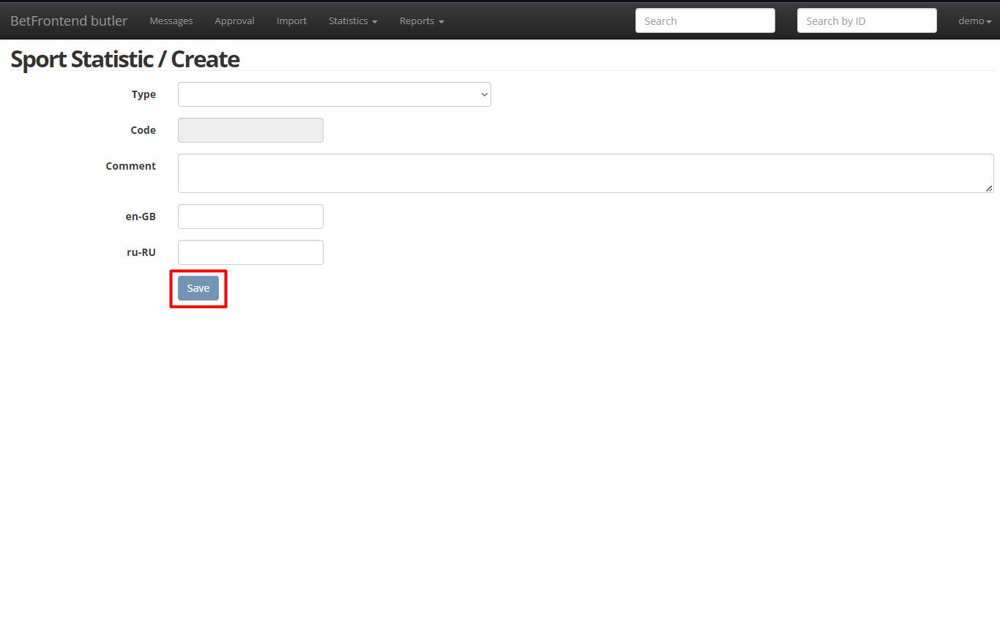 BetFrontend butler Messages Approval Import Statistics Reports Search Search by ID demo
Sport Statistic / Create
Type
Code
Comment
en-GB
ru-RU
Save